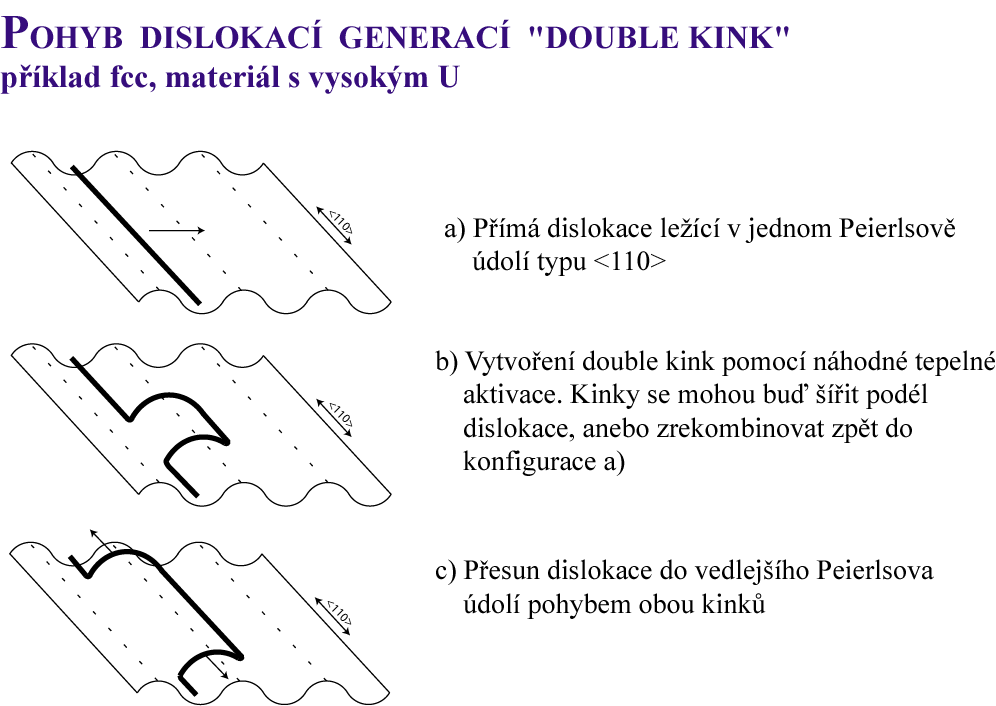 POHYB DISLOKACÍ GENERACÍ "DOUBLE KINK"
příklad fcc, materiál s vysokým U
<110>
a) Přímá dislokace ležící v jednom Peierlsově
údolí typu <110>
<110>
b) Vytvoření double kink pomocí náhodné tepelné
aktivace. Kinky se mohou buď šířit podél
dislokace, anebo zrekombinovat zpět do
konfigurace a)
<110>
c) Přesun dislokace do vedlejšího Peierlsova
údolí pohybem obou kinků